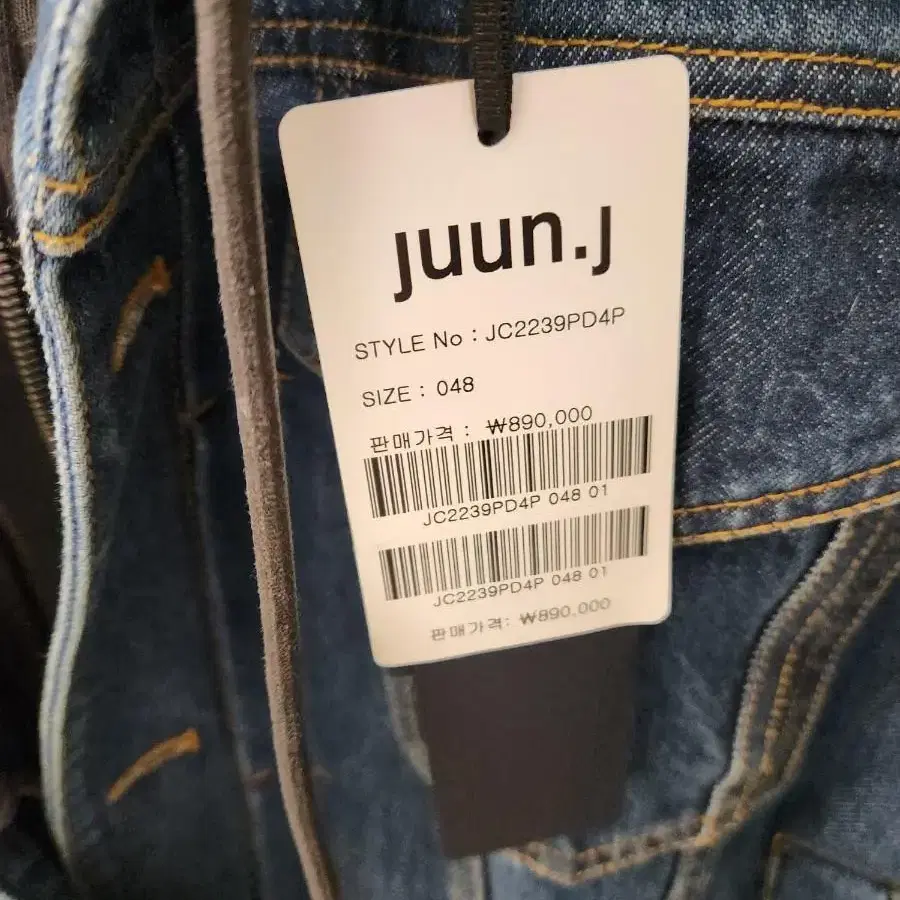 juun.j
STYLE No : JC2239PD4P
SIZE : 048
판매가격 : ₩890,000
JC2239PD4P 048 01
JC2239PD4P 048 01
판매가격: ₩890,000